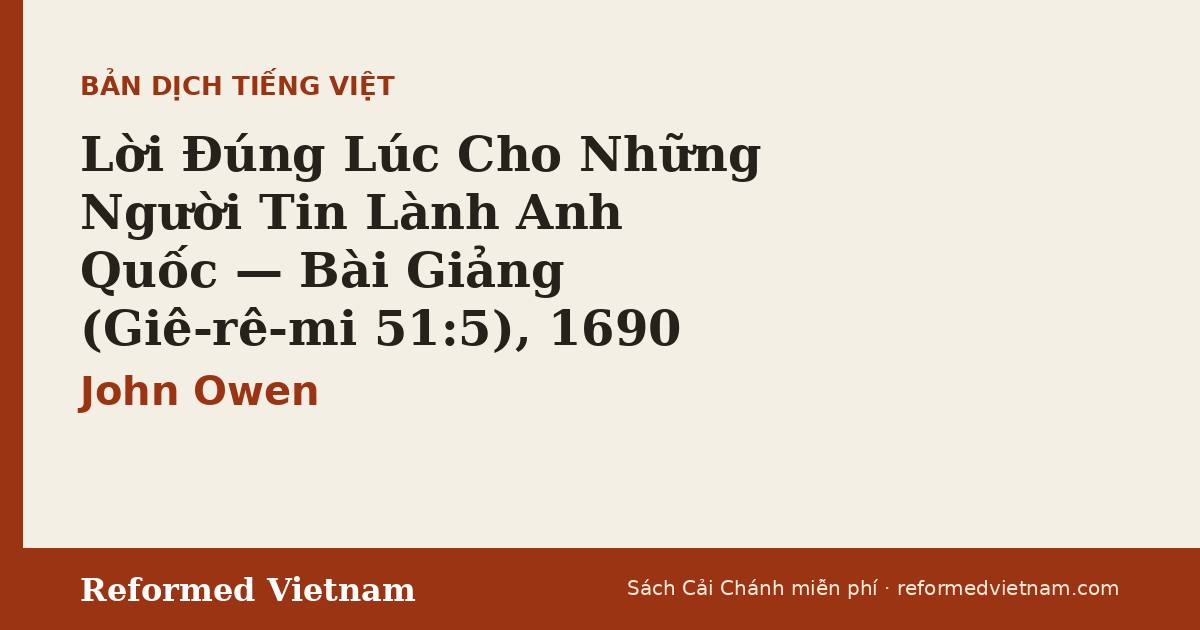 BẢN DỊCH TIẾNG VIỆT
Lời Đúng Lúc Cho Những
Người Tin Lành Anh
Quốc — Bài Giảng
(Giê-rê-mi 51:5), 1690
John Owen
Reformed Vietnam
Sách Cải Chánh miễn phí · reformedvietnam.com